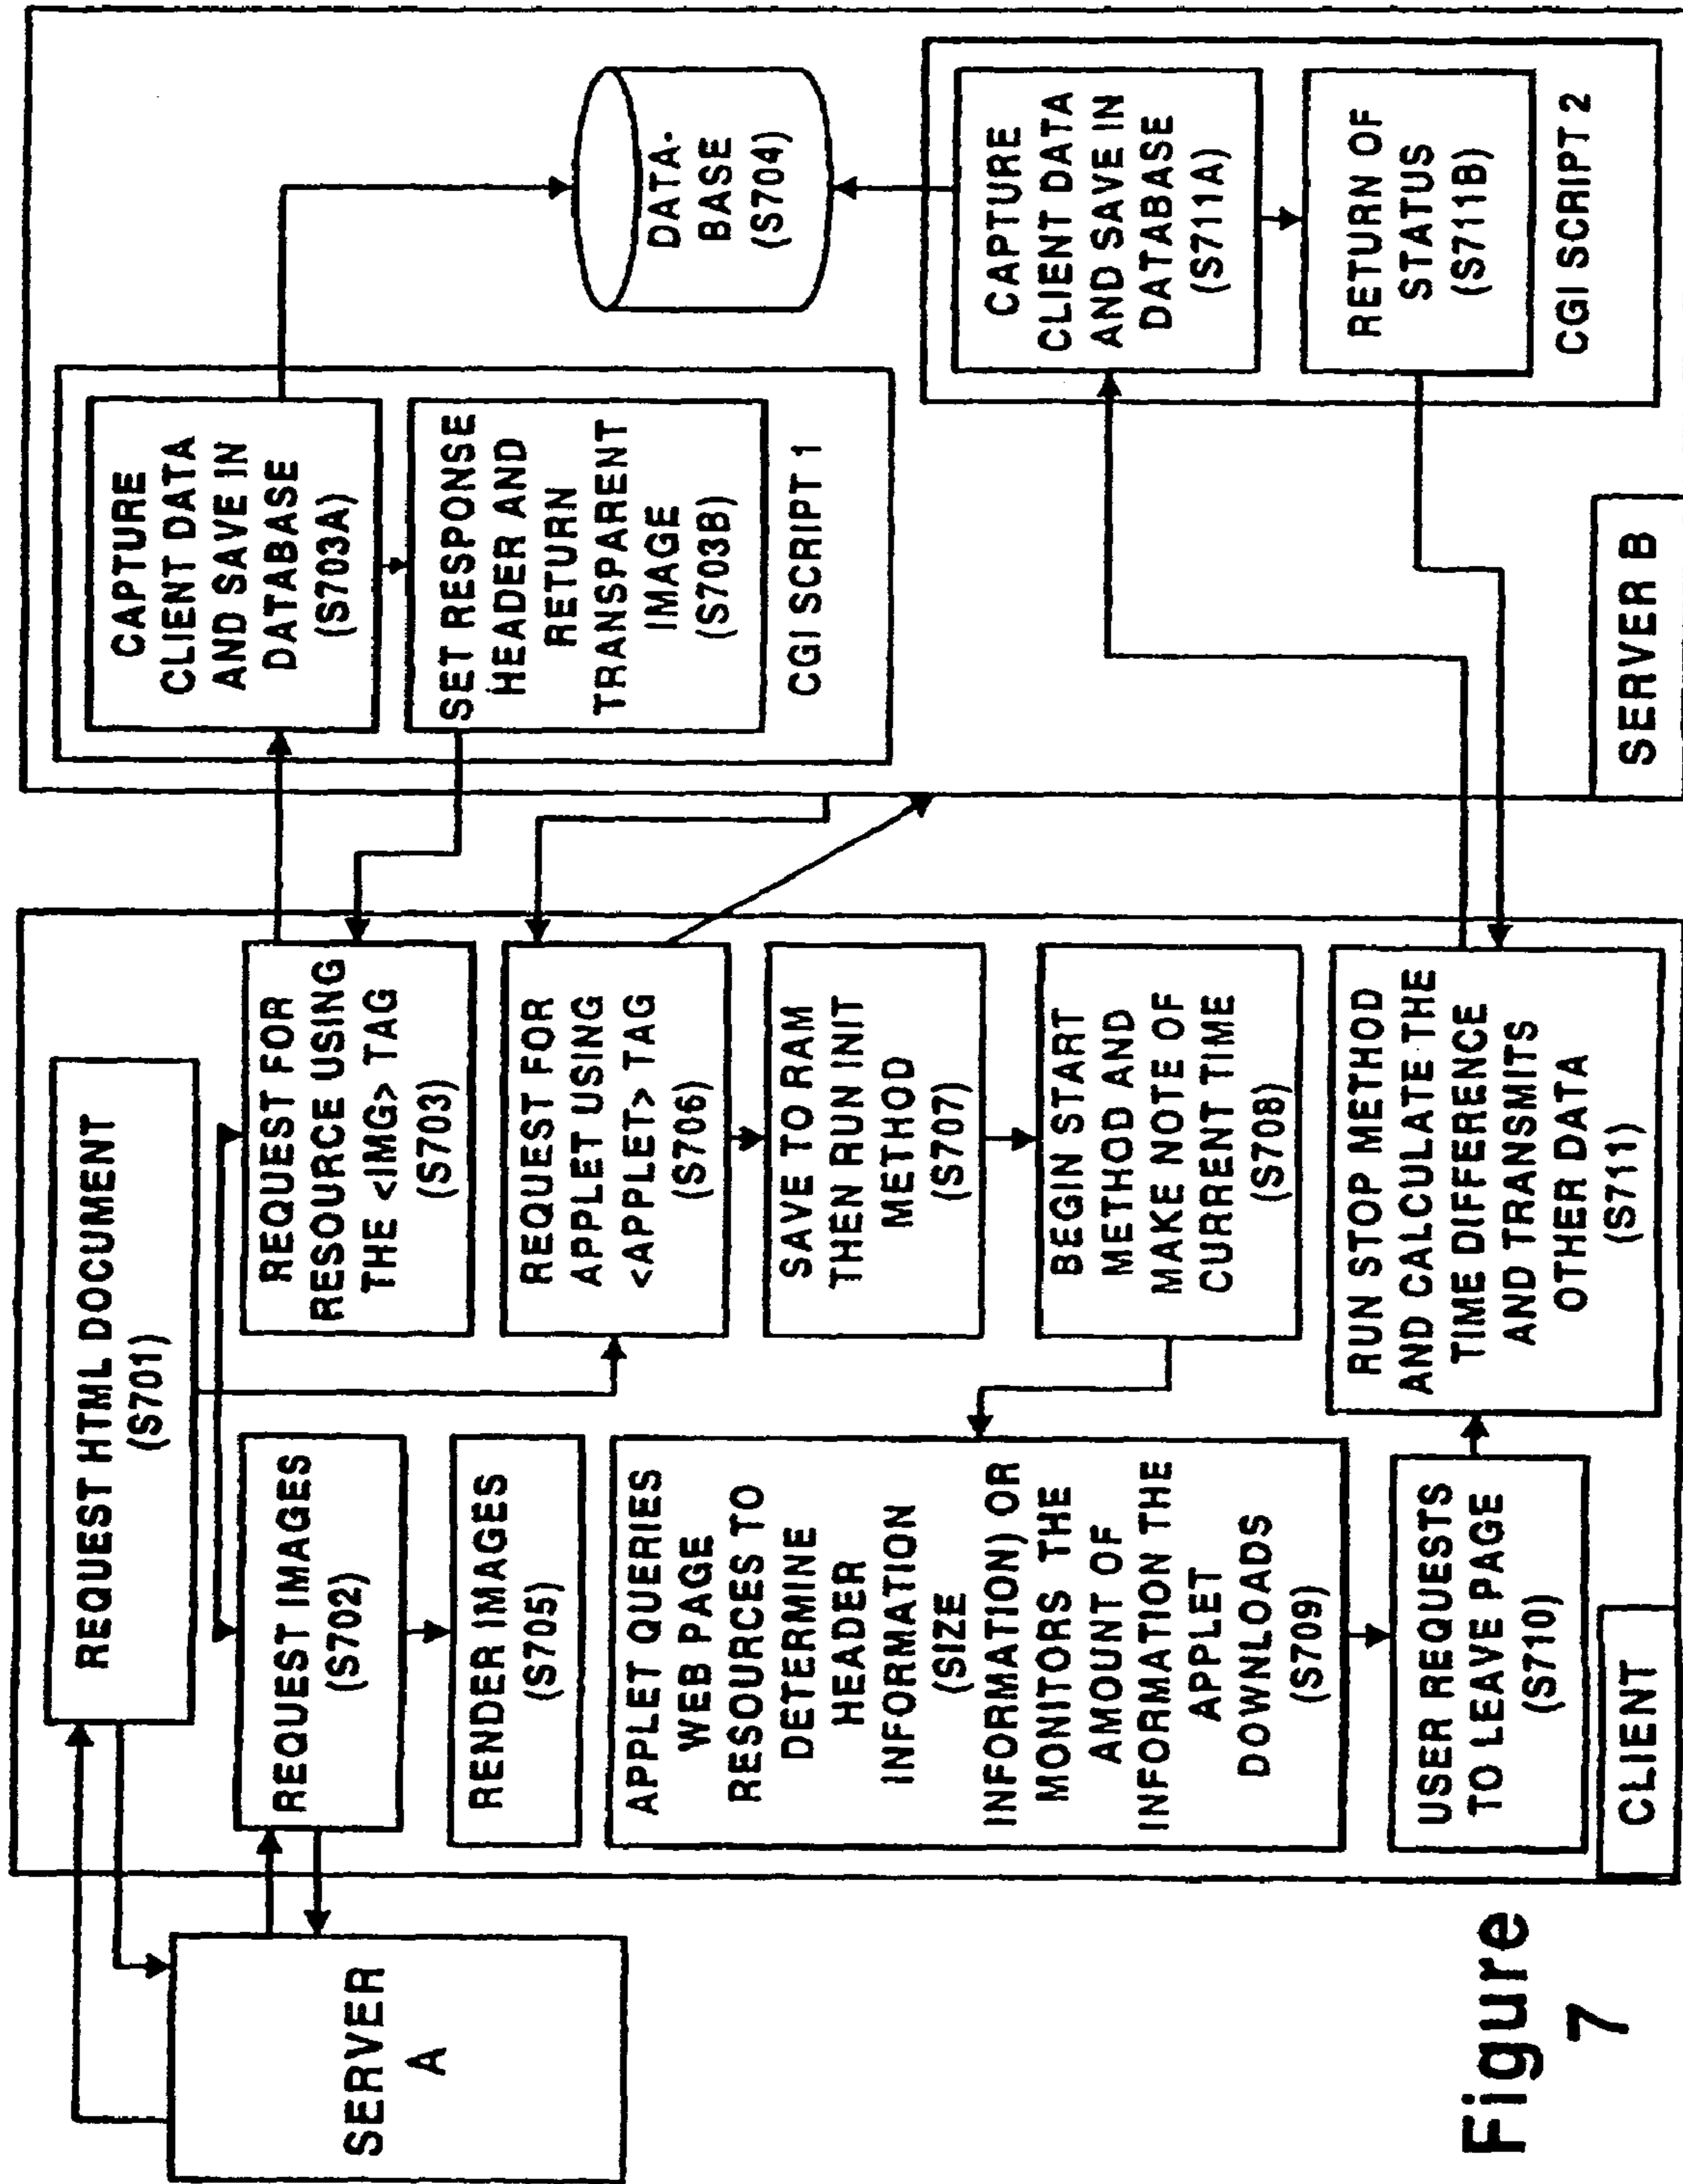 SERVER
A
REQUEST HTML DOCUMENT
(S701)
REQUEST IMAGES
(S702)
RENDER IMAGES
(S705)
REQUEST FOR
RESOURCE USING
THE <IMG> TAG
(S703)
REQUEST FOR
APPLET USING
<APPLET> TAG
(S706)
SAVE TO RAM
THEN RUN INIT
METHOD
(S707)
BEGIN START
METHOD AND
MAKE NOTE OF
CURRENT TIME
(S708)
APPLET QUERIES
WEB PAGE
RESOURCES TO
DETERMINE
HEADER
INFORMATION
(SIZE
INFORMATION) OR
MONITORS THE
AMOUNT OF
INFORMATION THE
APPLET
DOWNLOADS
(S709)
USER REQUESTS
TO LEAVE PAGE
(S710)
RUN STOP METHOD
AND CALCULATE THE
TIME DIFFERENCE
AND TRANSMITS
OTHER DATA
(S711)
CLIENT
CAPTURE
CLIENT DATA
AND SAVE IN
DATABASE
(S703A)
SET RESPONSE
HEADER AND
RETURN
TRANSPARENT
IMAGE
(S703B)
CGI SCRIPT 1
DATA-
BASE
(S704)
CAPTURE
CLIENT DATA
AND SAVE IN
DATABASE
(S711A)
RETURN OF
STATUS
(S711B)
CGI SCRIPT 2
SERVER B
Figure
7